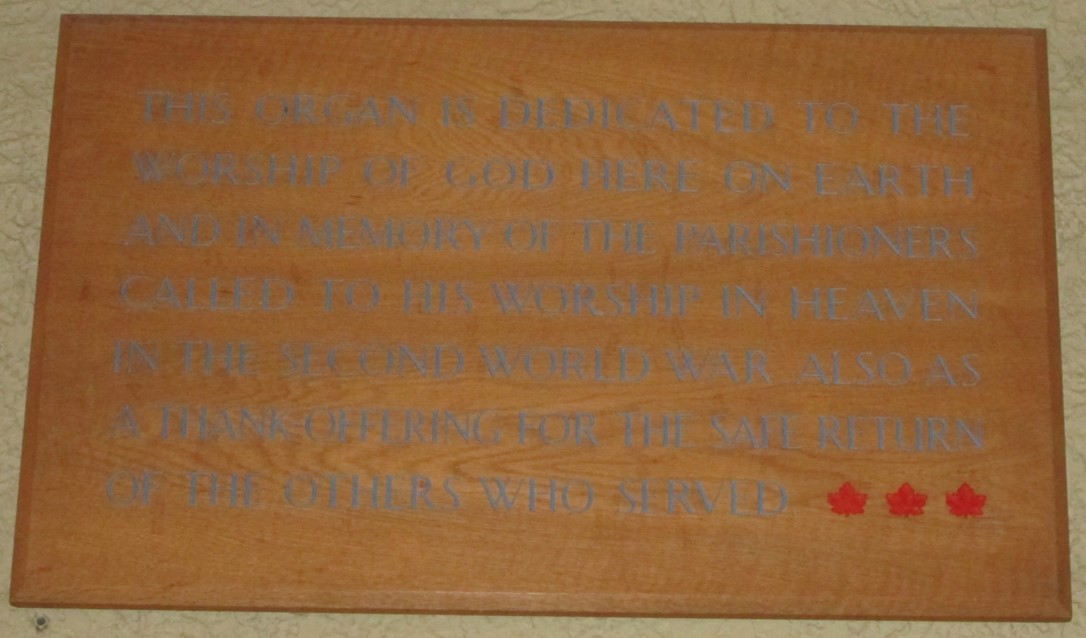 THIS ORGAN IS DEDICATED TO THE
WORSHIP OF GOD HERE ON EARTH
AND IN MEMORY OF THE PARISHIONERS
CALLED TO HIS WORSHIP IN HEAVEN
IN THE SECOND WORLD WAR ALSO AS
A THANK-OFFERING FOR THE SAFE RETURN
OF THE OTHERS WHO SERVED